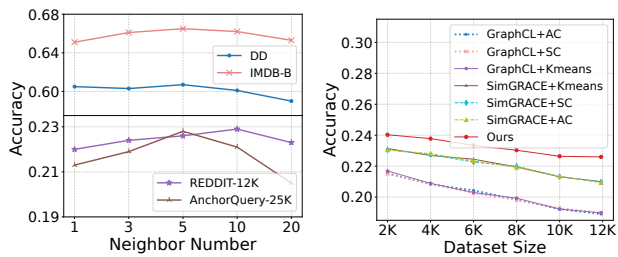 0.68
0.64
0.60
DD
IMDB-B
0.23
0.21
0.19
REDDIT-12K
AnchorQuery-25K
1 3 5 10 20
Neighbor Number
Accuracy
0.30
0.28
0.26
0.24
0.22
0.20
GraphCL+AC
GraphCL+SC
GraphCL+Kmeans
SimGRACE+Kmeans
SimGRACE+SC
SimGRACE+AC
Ours
2K 4K 6K 8K 10K 12K
Dataset Size
Accuracy